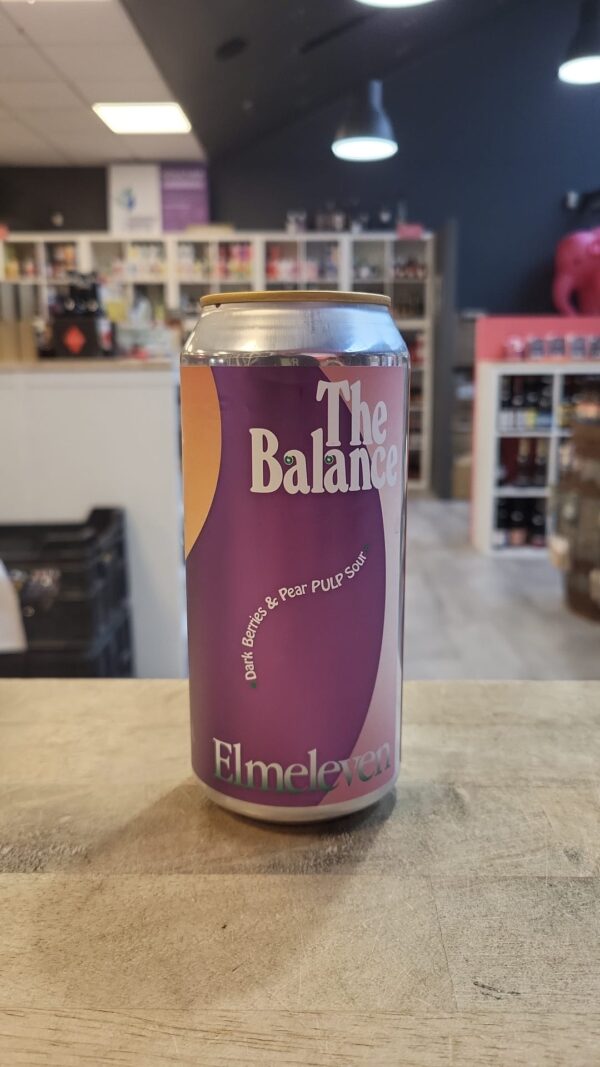 The
Balance
Dark Berries & Pear PULP Sour
Elmeleven